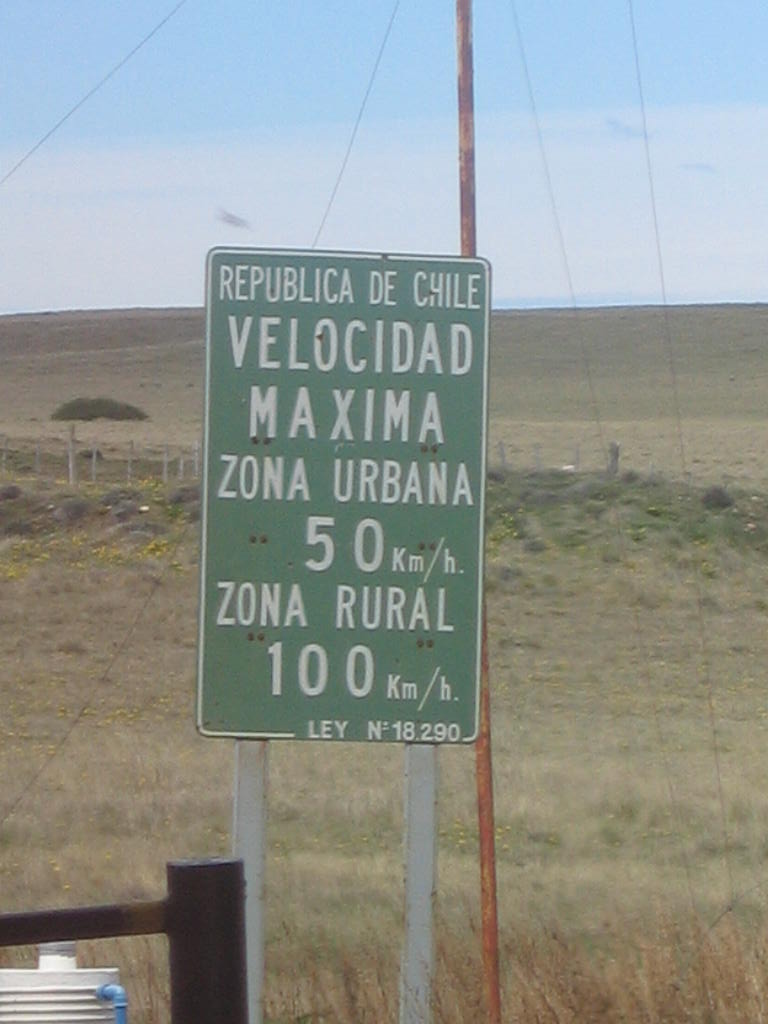 REPUBLICA DE CHILE
VELOCIDAD
MAXIMA
ZONA URBANA
50 Km/h.
ZONA RURAL
100 Km/h.
LEY Nº 18.290